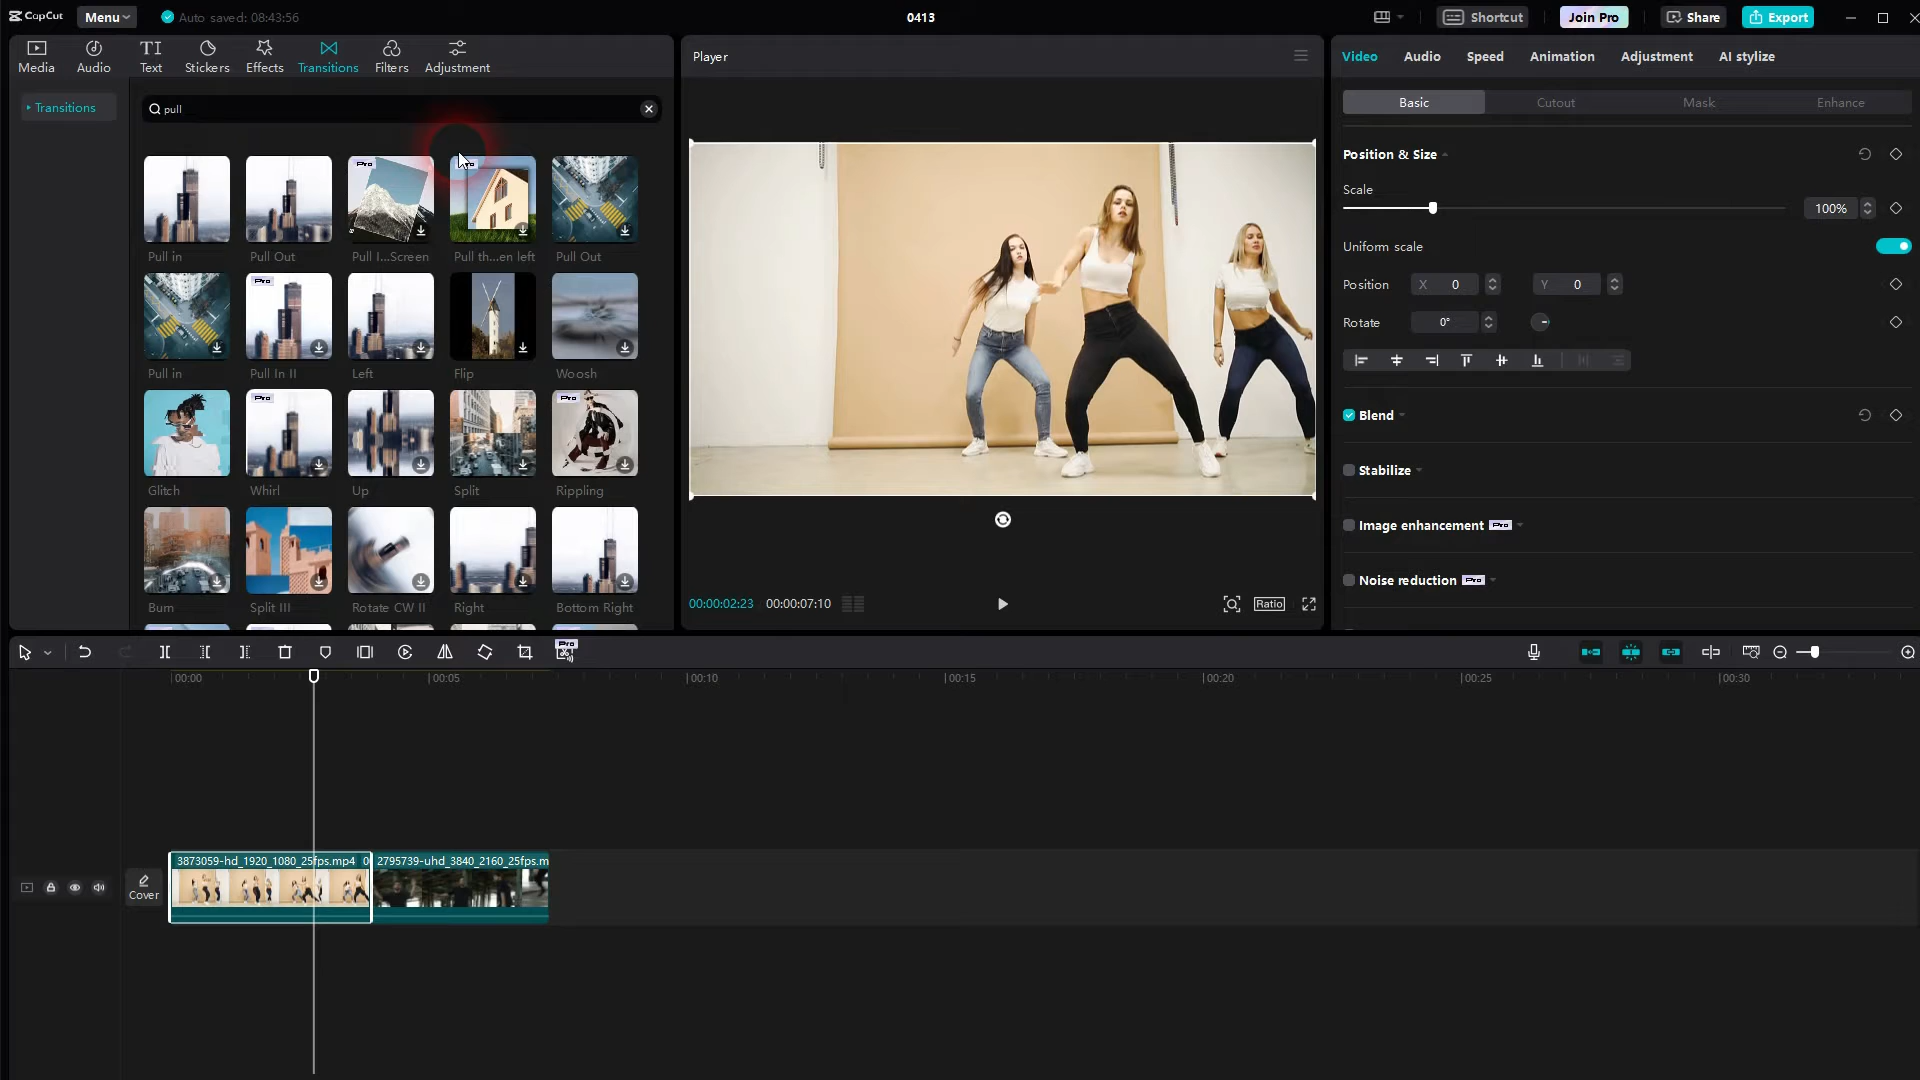 CapCut
Menu
Auto saved: 08:43:56
0413
Shortcut
Join Pro
Share
Export
Media
Audio
Text
Stickers
Effects
Transitions
Filters
Adjustment
Transitions
pull
Pro
Pro
Pull in
Pull Out
Pull I...Screen
Pull th...en left
Pull Out
Pro
Pull in
Pull In II
Left
Flip
Woosh
Pro
Pro
Glitch
Whirl
Up
Split
Rippling
Burn
Split III
Rotate CW II
Right
Bottom Right
Player
00:00:02:23
00:00:07:10
Ratio
Video
Audio
Speed
Animation
Adjustment
AI stylize
Basic
Cutout
Mask
Enhance
Position & Size
Scale
100%
Uniform scale
Position
X 0
Y 0
Rotate
0°
Blend
Stabilize
Image enhancement Pro
Noise reduction Pro
Pro
00:00
00:05
00:10
00:15
00:20
00:25
00:30
Cover
3873059-hd_1920_1080_25fps.mp4 0
2795739-uhd_3840_2160_25fps.m